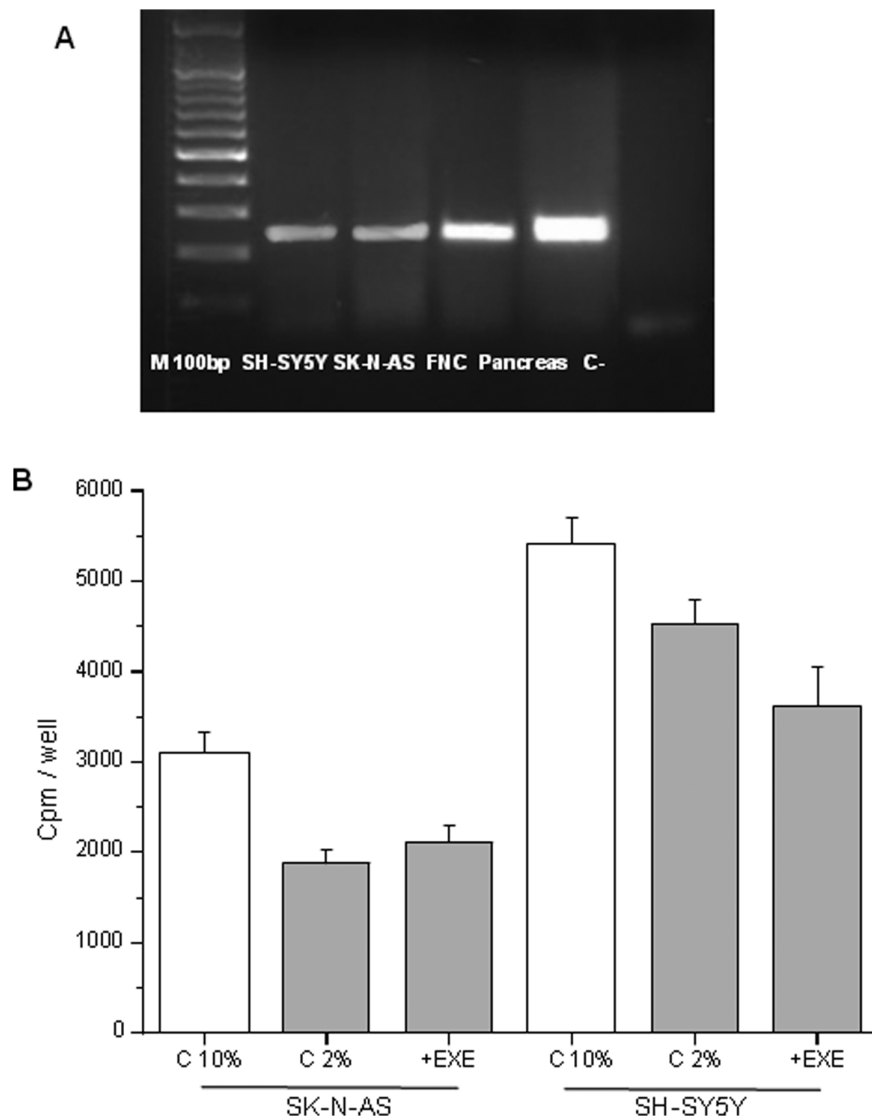 A
M 100bp SH-SY5Y SK-N-AS FNC Pancreas C-
B
6000
5000
4000
3000
2000
1000
0
Cpm / well
C 10% C 2% +EXE C 10% C 2% +EXE
SK-N-AS SH-SY5Y